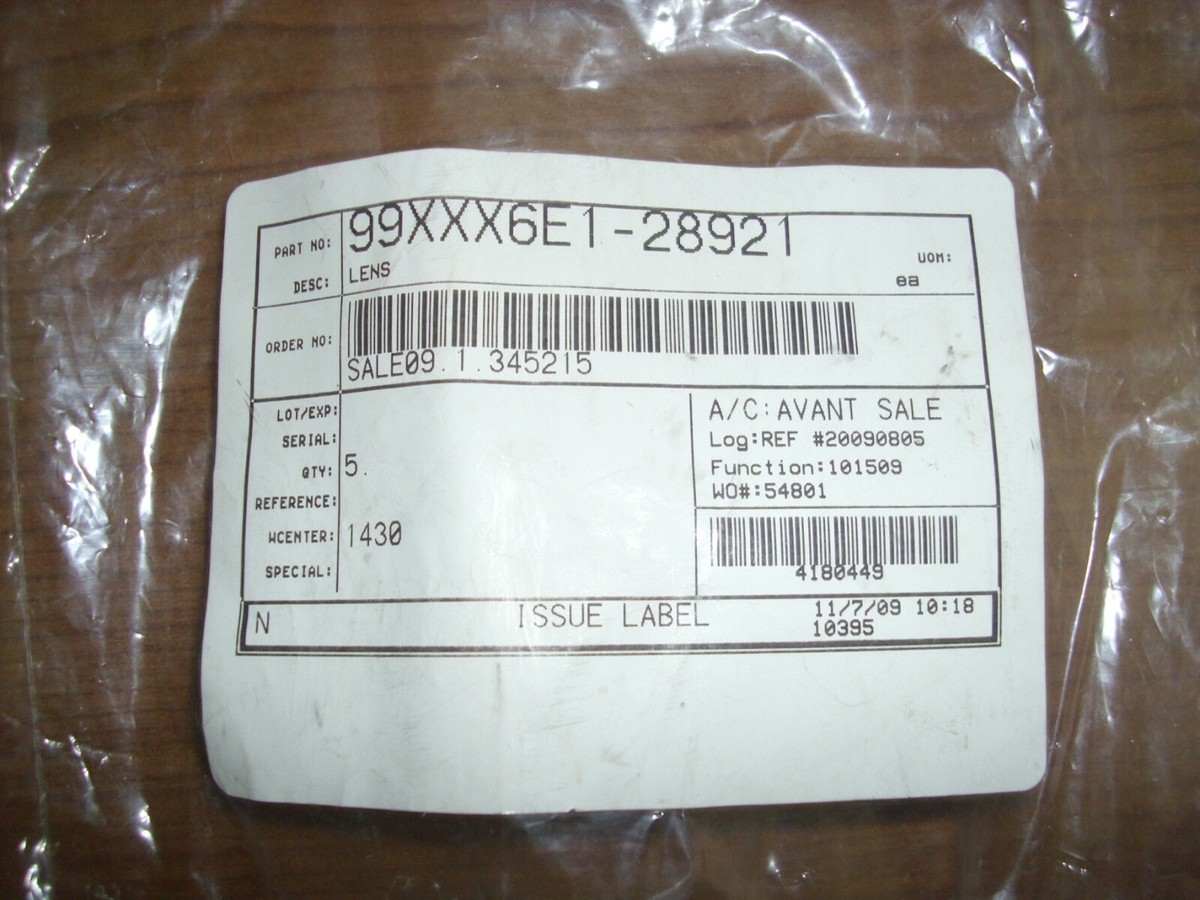 PART NO: 99XXX6E1-28921
UOM:
DESC: LENS
ea
ORDER NO:
SALE09.1.345215
LOT/EXP:
SERIAL:
QTY: 5.
REFERENCE:
WCENTER: 1430
SPECIAL:
A/C:AVANT SALE
Log:REF #20090805
Function:101509
WO#:54801
4180449
N ISSUE LABEL 11/7/09 10:18
10395